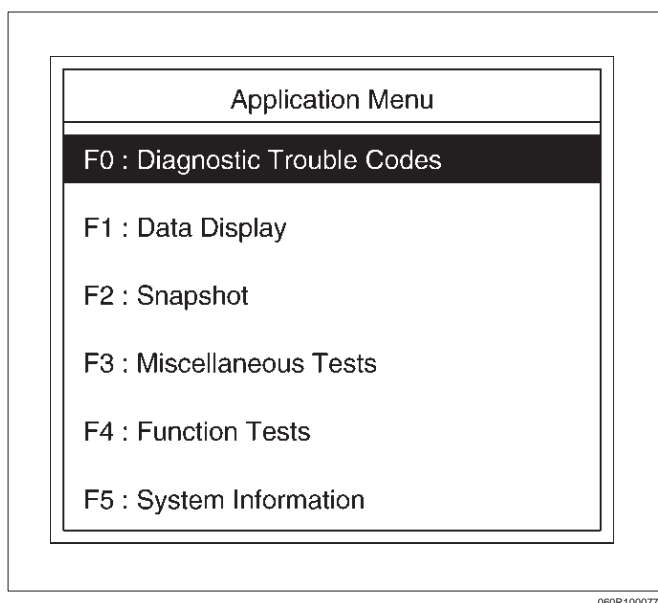 Application Menu
F0 : Diagnostic Trouble Codes
F1 : Data Display
F2 : Snapshot
F3 : Miscellaneous Tests
F4 : Function Tests
F5 : System Information
060R100077